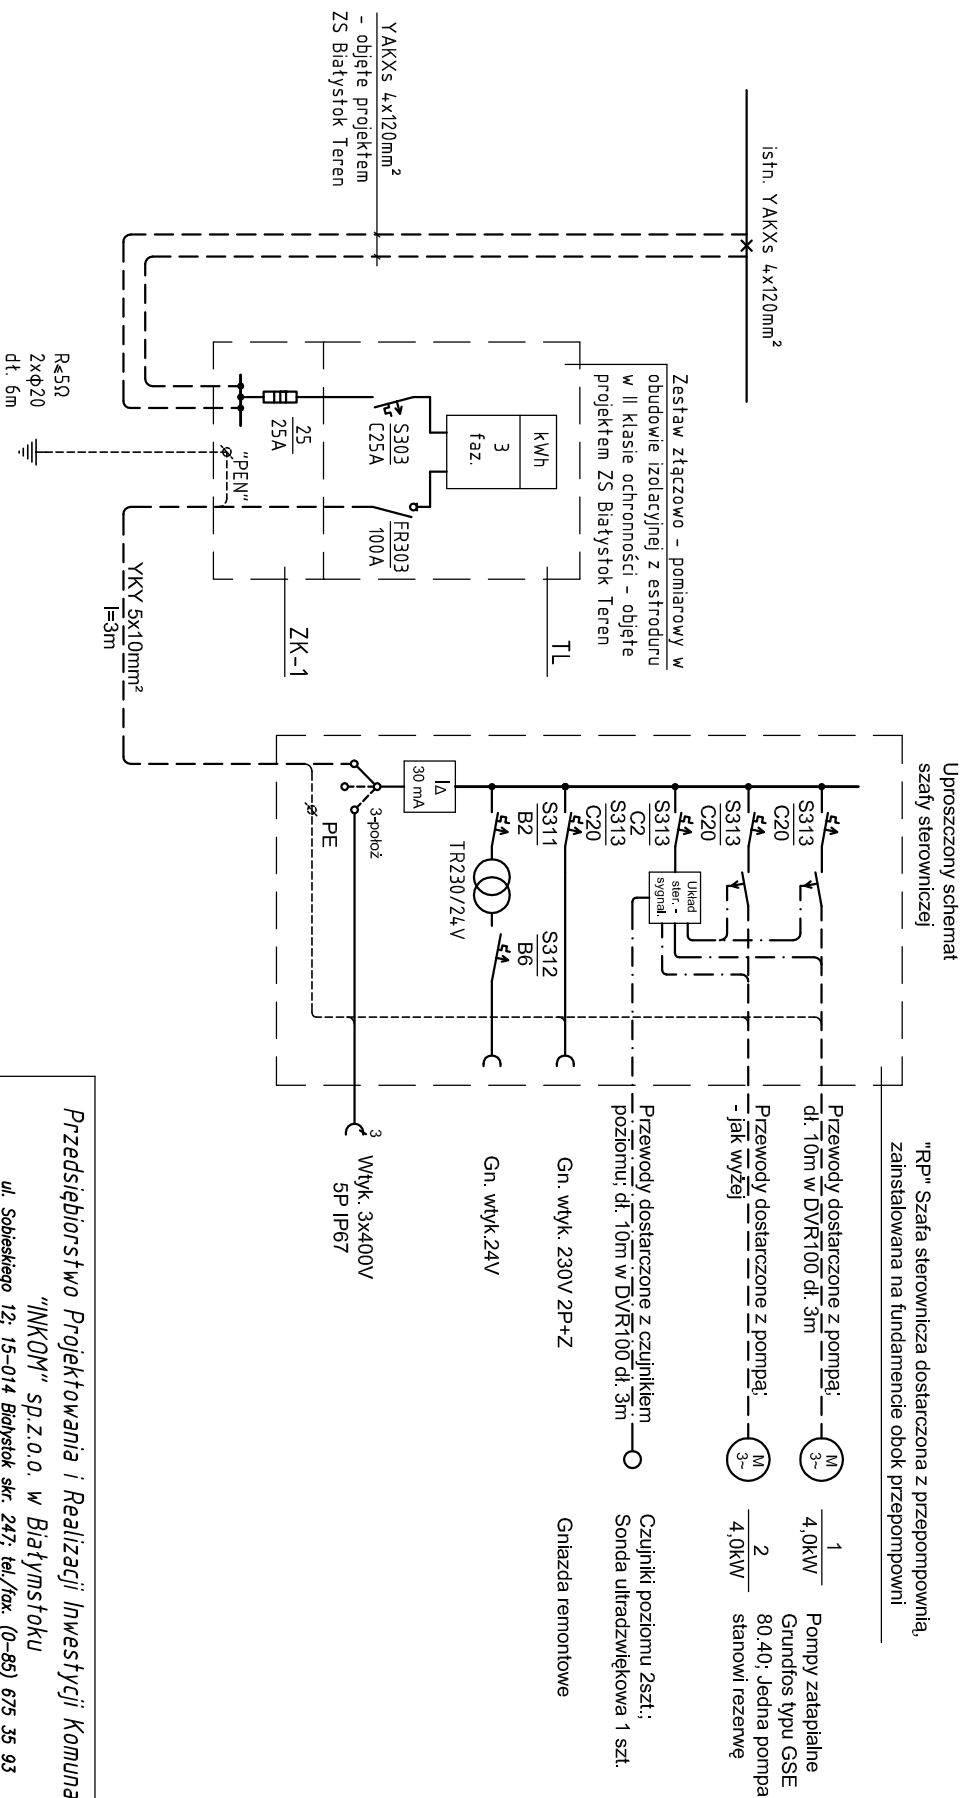 istn. YAKXs 4x120mm²
YAKXs 4x120mm²
- objęte projektem
ZS Białystok Teren
Zestaw złączowo - pomiarowy w
obudowie izolacyjnej z estroduru
w II klasie ochronności - objęte
projektem ZS Białystok Teren
kWh
3
faz.
S303
C25A
FR303
100A
25
25A
"PEN"
R≤5Ω
2xϕ20
dł. 6m
TL
ZK-1
YKY 5x10mm²
l=3m
Uproszczony schemat
szafy sterowniczej
S313
C20
S313
C20
S313
C2
S313
C20
S311
B2
I∆
30 mA
3-położ
PE
Układ
ster. -
sygnal.
TR230/24V
S312
B6
"RP" Szafa sterownicza dostarczona z przepompownią,
zainstalowana na fundamencie obok przepompowni
Przewody dostarczone z pompą;
dł. 10m w DVR100 dł. 3m
Przewody dostarczone z pompą;
- jak wyżej
Przewody dostarczone z czujnikiem
poziomu; dł. 10m w DVR100 dł. 3m
Gn. wtyk. 230V 2P+Z
Gn. wtyk.24V
3
Wtyk. 3x400V
5P IP67
M
3~
M
3~
1
4,0kW
2
4,0kW
Pompy zatapialne
Grundfos typu GSE
80.40; Jedna pompa
stanowi rezerwę
Czujniki poziomu 2szt.;
Sonda ultradzwiękowa 1 szt.
Gniazda remontowe
Przedsiębiorstwo Projektowania i Realizacji Inwestycji Komuna
"INKOM" sp.z.o.o. w Białymstoku
ul. Sobieskiego 12; 15-014 Białystok skr. 247; tel./fax. (0-85) 675 35 93